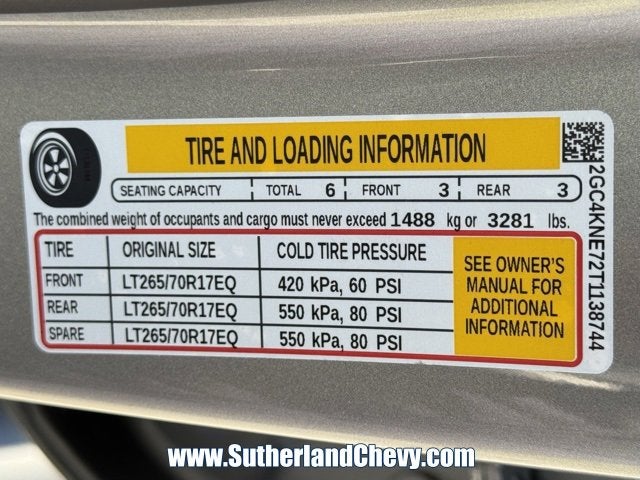 TIRE AND LOADING INFORMATION
SEATING CAPACITY TOTAL 6 FRONT 3 REAR 3
The combined weight of occupants and cargo must never exceed 1488 kg or 3281 lbs.
TIRE ORIGINAL SIZE COLD TIRE PRESSURE
FRONT LT265/70R17EQ 420 kPa, 60 PSI
REAR LT265/70R17EQ 550 kPa, 80 PSI
SPARE LT265/70R17EQ 550 kPa, 80 PSI
SEE OWNER'S
MANUAL FOR
ADDITIONAL
INFORMATION
2GC4KNE72T1138744
www.SutherlandChevy.com